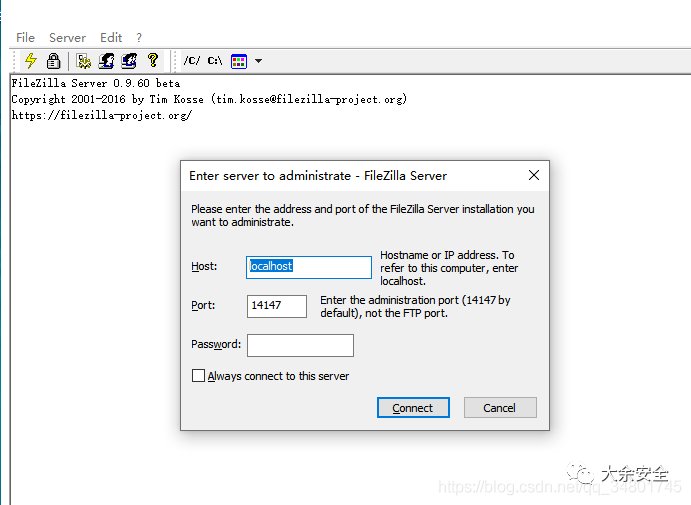 File Server Edit ?
/C/ C:\
FileZilla Server 0.9.60 beta
Copyright 2001-2016 by Tim Kosse (tim.kosse@filezilla-project.org)
https://filezilla-project.org/
Enter server to administrate - FileZilla Server
Please enter the address and port of the FileZilla Server installation you
want to administrate.
Host:
localhost
Hostname or IP address. To
refer to this computer, enter
localhost.
Port:
14147
Enter the administration port (14147 by
default), not the FTP port.
Password:
Always connect to this server
Connect
Cancel
大余安全
https://blog.csdn.net/qq_34801745